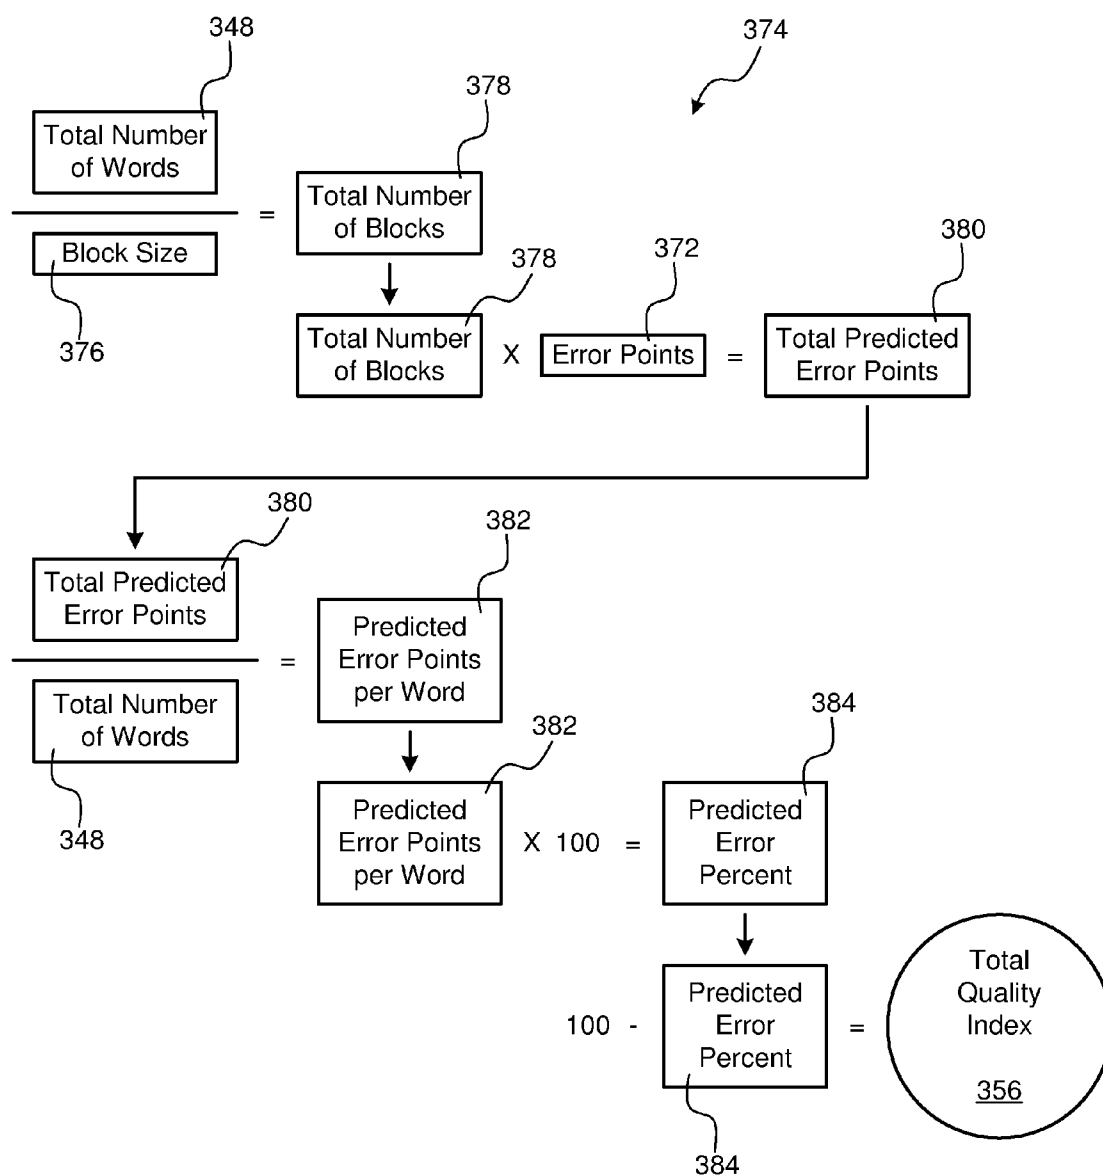 348
374
378
Total Number
of Words
Total Number
of Blocks
=
Block Size
376
378
372
380
Total Number
of Blocks
X
Error Points
=
Total Predicted
Error Points
380
382
Total Predicted
Error Points
Predicted
Error Points
per Word
=
Total Number
of Words
348
382
384
Predicted
Error Points
per Word
X 100 =
Predicted
Error
Percent
100 -
Predicted
Error
Percent
=
Total
Quality
Index
356
384